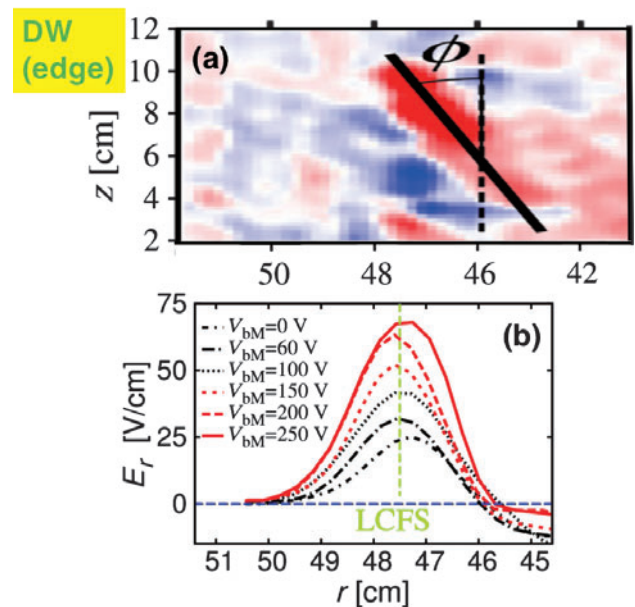 DW
(edge)
(a)
ϕ
12
10
8
6
4
2
z [cm]
50 48 46 44 42
(b)
75
50
25
0
E_r [V/cm]
V_bM=0 V
V_bM=60 V
V_bM=100 V
V_bM=150 V
V_bM=200 V
V_bM=250 V
LCFS
51 50 49 48 47 46 45
r [cm]